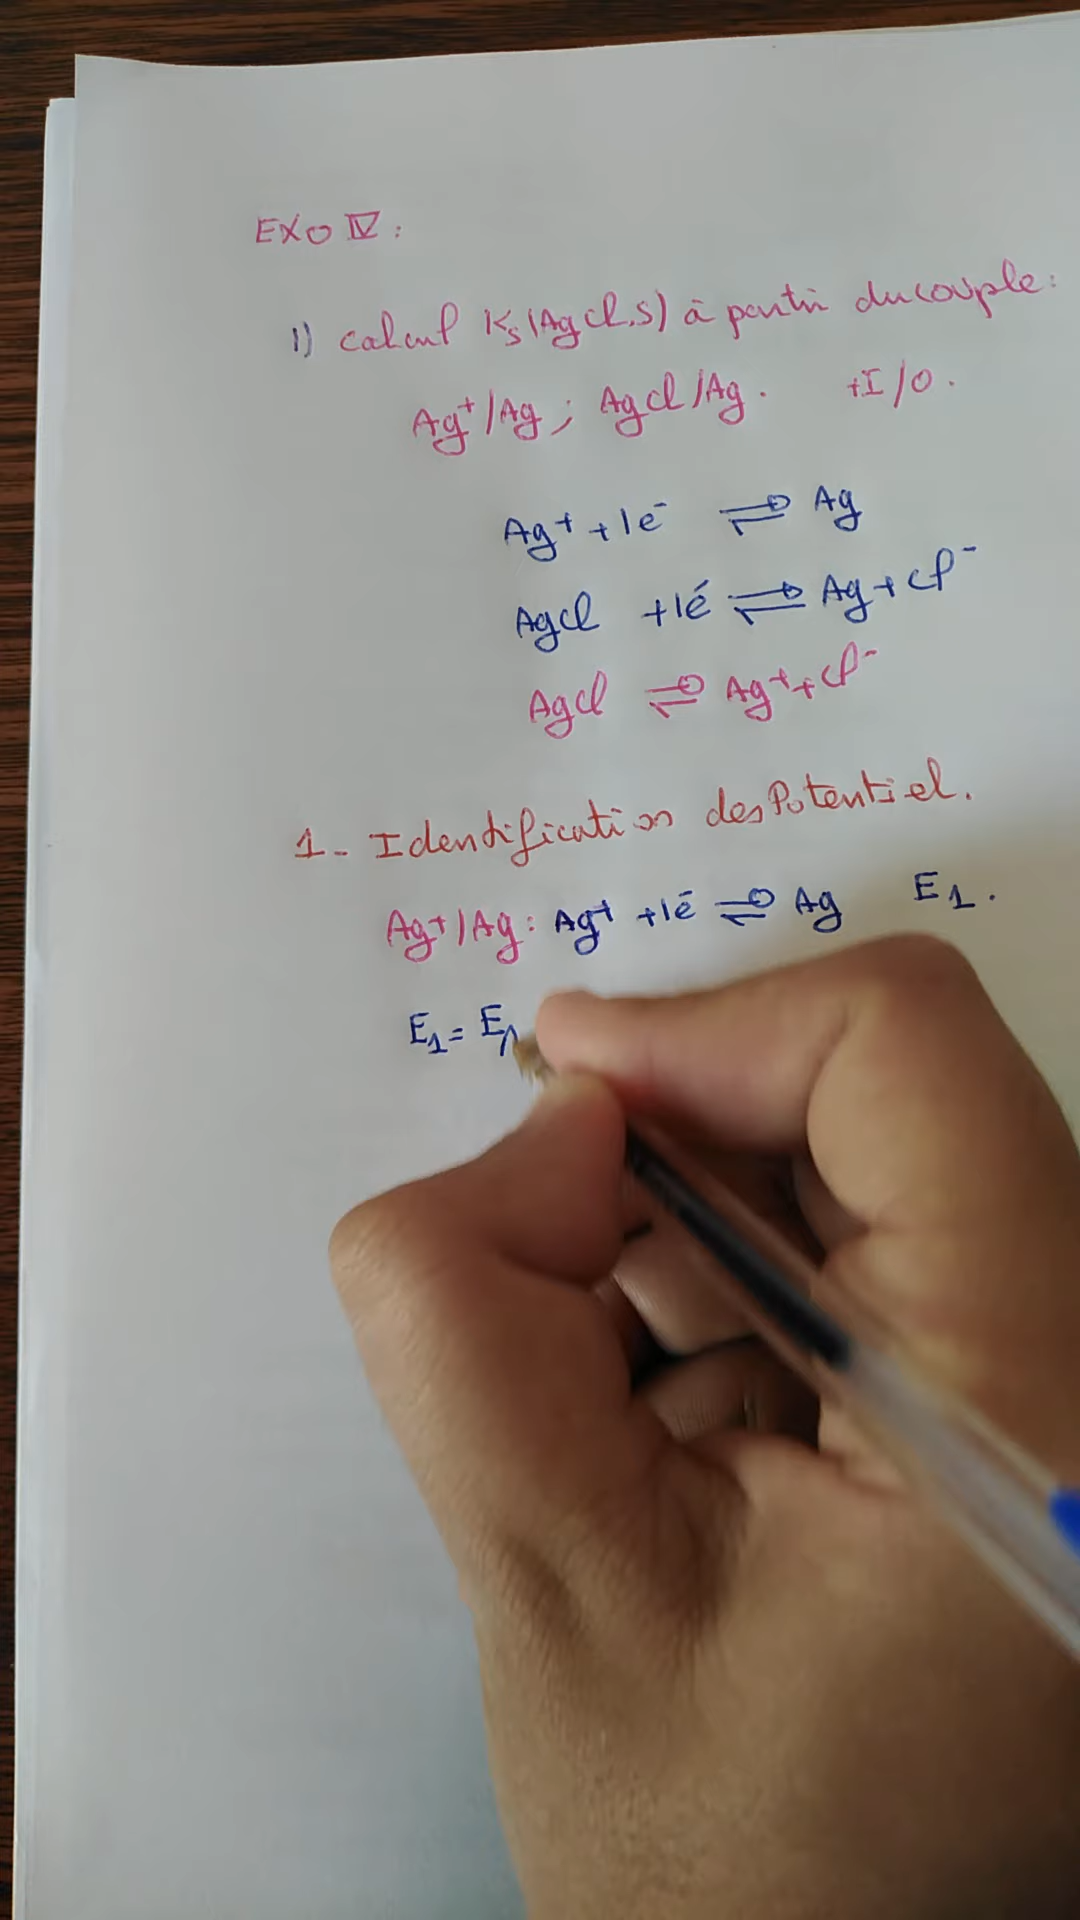 EXO IV :
1) calcul Ks (AgCl,s) à partir du couple :
Ag⁺/Ag ; AgCl/Ag. +I/0.
Ag⁺ + 1e⁻ ⇌ Ag
AgCl + 1é ⇌ Ag + Cl⁻
AgCl ⇌ Ag⁺ + Cl⁻
1- Identification des Potentiel.
Ag⁺/Ag : Ag⁺ + 1é ⇌ Ag E₁.
E₁ = E